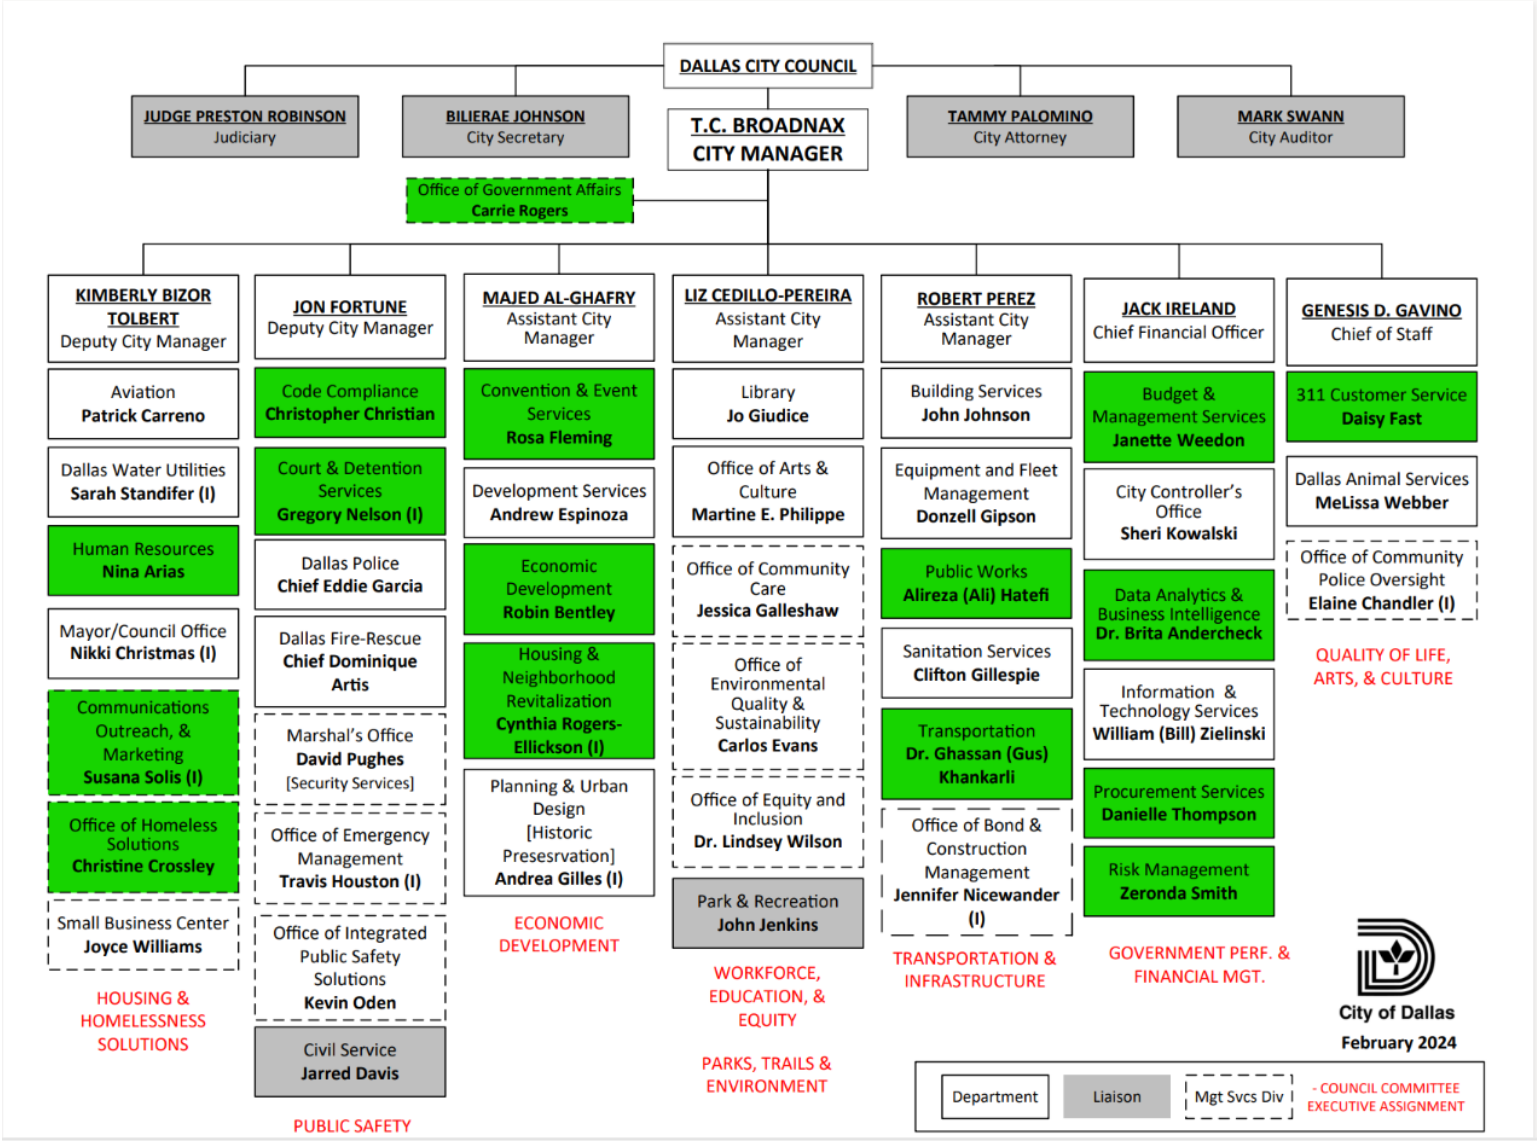 DALLAS CITY COUNCIL
JUDGE PRESTON ROBINSON
Judiciary
BILIERAE JOHNSON
City Secretary
T.C. BROADNAX
CITY MANAGER
TAMMY PALOMINO
City Attorney
MARK SWANN
City Auditor
Office of Government Affairs
Carrie Rogers
KIMBERLY BIZOR
TOLBERT
Deputy City Manager
Aviation
Patrick Carreno
Dallas Water Utilities
Sarah Standifer (I)
Human Resources
Nina Arias
Mayor/Council Office
Nikki Christmas (I)
Communications
Outreach, &
Marketing
Susana Solis (I)
Office of Homeless
Solutions
Christine Crossley
Small Business Center
Joyce Williams
HOUSING &
HOMELESSNESS
SOLUTIONS
JON FORTUNE
Deputy City Manager
Code Compliance
Christopher Christian
Court & Detention
Services
Gregory Nelson (I)
Dallas Police
Chief Eddie Garcia
Dallas Fire-Rescue
Chief Dominique
Artis
Marshal's Office
David Pughes
[Security Services]
Office of Emergency
Management
Travis Houston (I)
Office of Integrated
Public Safety
Solutions
Kevin Oden
Civil Service
Jarred Davis
PUBLIC SAFETY
MAJED AL-GHAFRY
Assistant City
Manager
Convention & Event
Services
Rosa Fleming
Development Services
Andrew Espinoza
Economic
Development
Robin Bentley
Housing &
Neighborhood
Revitalization
Cynthia Rogers-
Ellickson (I)
Planning & Urban
Design
[Historic
Presesrvation]
Andrea Gilles (I)
ECONOMIC
DEVELOPMENT
LIZ CEDILLO-PEREIRA
Assistant City
Manager
Library
Jo Giudice
Office of Arts &
Culture
Martine E. Philippe
Office of Community
Care
Jessica Galleshaw
Office of
Environmental
Quality &
Sustainability
Carlos Evans
Office of Equity and
Inclusion
Dr. Lindsey Wilson
Park & Recreation
John Jenkins
WORKFORCE,
EDUCATION, &
EQUITY
PARKS, TRAILS &
ENVIRONMENT
ROBERT PEREZ
Assistant City
Manager
Building Services
John Johnson
Equipment and Fleet
Management
Donzell Gipson
Public Works
Alireza (Ali) Hatefi
Sanitation Services
Clifton Gillespie
Transportation
Dr. Ghassan (Gus)
Khankarli
Office of Bond &
Construction
Management
Jennifer Nicewander
(I)
TRANSPORTATION &
INFRASTRUCTURE
JACK IRELAND
Chief Financial Officer
Budget &
Management Services
Janette Weedon
City Controller's
Office
Sheri Kowalski
Data Analytics &
Business Intelligence
Dr. Brita Andercheck
Information &
Technology Services
William (Bill) Zielinski
Procurement Services
Danielle Thompson
Risk Management
Zeronda Smith
GOVERNMENT PERF. &
FINANCIAL MGT.
GENESIS D. GAVINO
Chief of Staff
311 Customer Service
Daisy Fast
Dallas Animal Services
MeLissa Webber
Office of Community
Police Oversight
Elaine Chandler (I)
QUALITY OF LIFE,
ARTS, & CULTURE
City of Dallas
February 2024
Department
Liaison
Mgt Svcs Div
- COUNCIL COMMITTEE
EXECUTIVE ASSIGNMENT